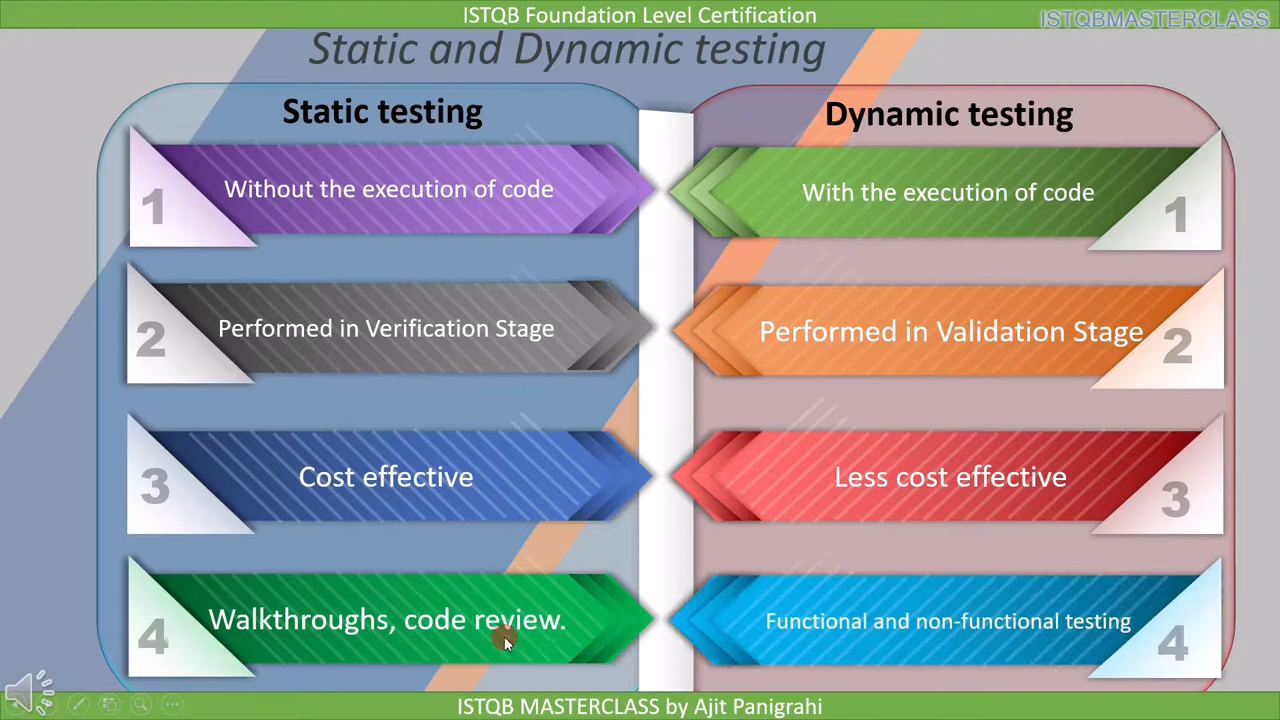 ISTQB Foundation Level Certification
ISTQBMASTERCLASS
Static and Dynamic testing
Static testing
1
Without the execution of code
2
Performed in Verification Stage
3
Cost effective
4
Walkthroughs, code review.
Dynamic testing
With the execution of code
1
Performed in Validation Stage
2
Less cost effective
3
Functional and non-functional testing
4
ISTQB MASTERCLASS by Ajit Panigrahi